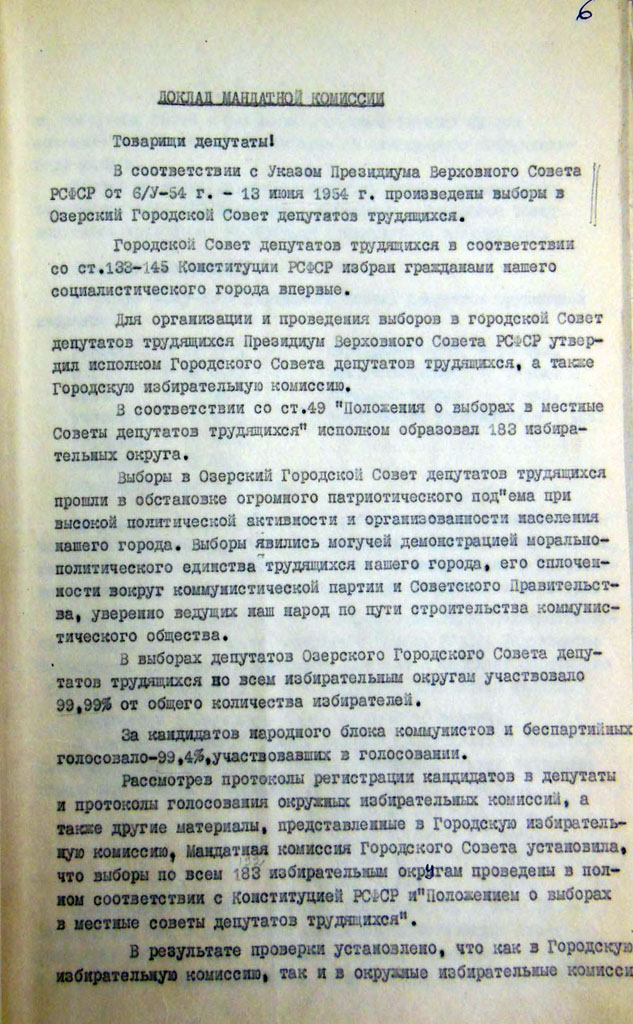 6
ДОКЛАД МАНДАТНОЙ КОМИССИИ
Товарищи депутаты!
В соответствии с Указом Президиума Верховного Совета
РСФСР от 6/У-54 г. - 13 июня 1954 г. произведены выборы в
Озерский Городской Совет депутатов трудящихся.
Городской Совет депутатов трудящихся в соответствии
со ст.133-145 Конституции РСФСР избран гражданами нашего
социалистического города впервые.
Для организации и проведения выборов в городской Совет
депутатов трудящихся Президиум Верховного Совета РСФСР утвер-
дил исполком Городского Совета депутатов трудящихся, а также
Городскую избирательную комиссию.
В соответствии со ст.49 "Положения о выборах в местные
Советы депутатов трудящихся" исполком образовал 183 избира-
тельных округа.
Выборы в Озерский Городской Совет депутатов трудящихся
прошли в обстановке огромного патриотического под"ема при
высокой политической активности и организованности населения
нашего города. Выборы явились могучей демонстрацией морально-
политического единства трудящихся нашего города, его сплочен-
ности вокруг коммунистической партии и Советского Правительст-
ва, уверенно ведущих наш народ по пути строительства коммунис-
тического общества.
В выборах депутатов Озерского Городского Совета депу-
татов трудящихся по всем избирательным округам участвовало
99,99% от общего количества избирателей.
За кандидатов народного блока коммунистов и беспартийных
голосовало-99,4%,участвовавших в голосовании.
Рассмотрев протоколы регистрации кандидатов в депутаты
и протоколы голосования окружных избирательных комиссий, а
также другие материалы, представленные в Городскую избиратель-
ную комиссию, Мандатная комиссия Городского Совета установила,
что выборы по всем 183 избирательным округам проведены в пол-
ном соответствии с Конституцией РСФСР и"Положением о выборах
в местные советы депутатов трудящихся".
В результате проверки установлено, что как в Городскую
избирательную комиссию, так и в окружные избирательные комисси